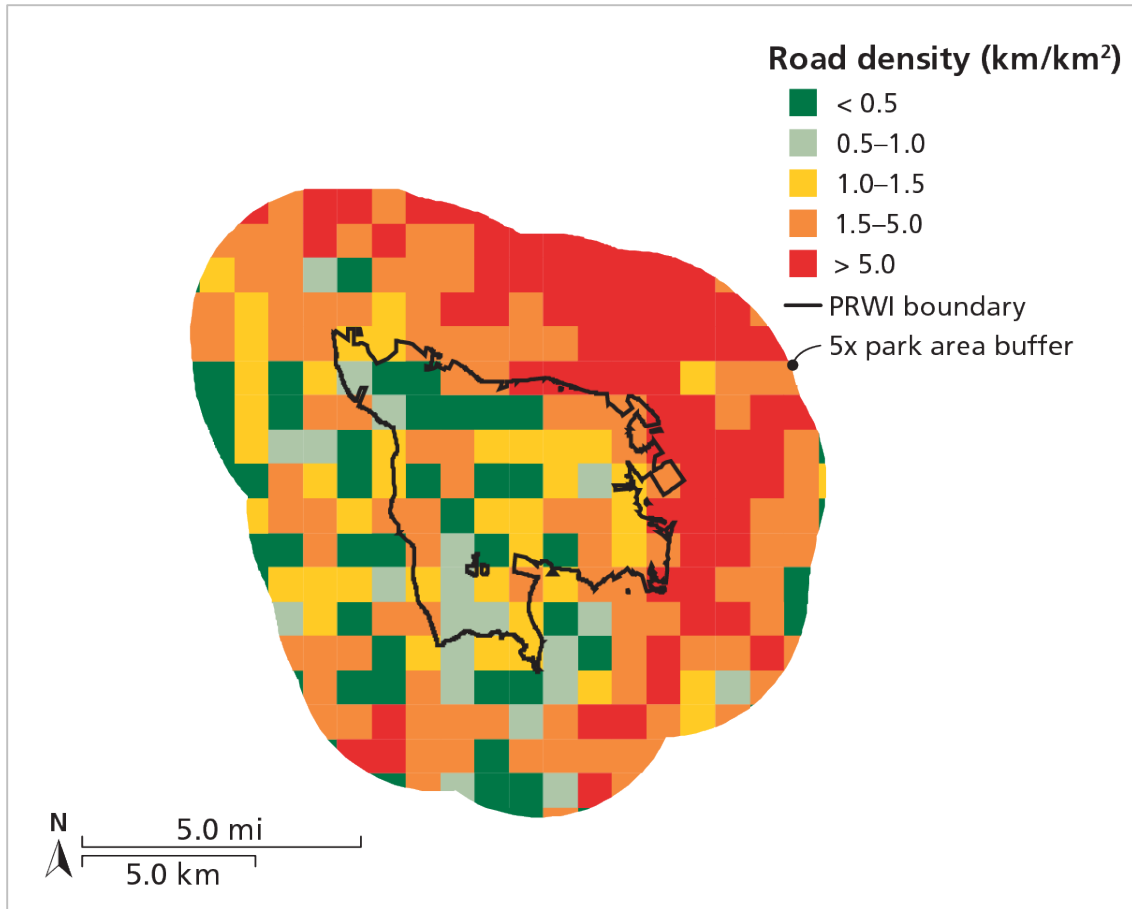 Road density (km/km²)
< 0.5
0.5–1.0
1.0–1.5
1.5–5.0
> 5.0
PRWI boundary
5x park area buffer
N
5.0 mi
5.0 km